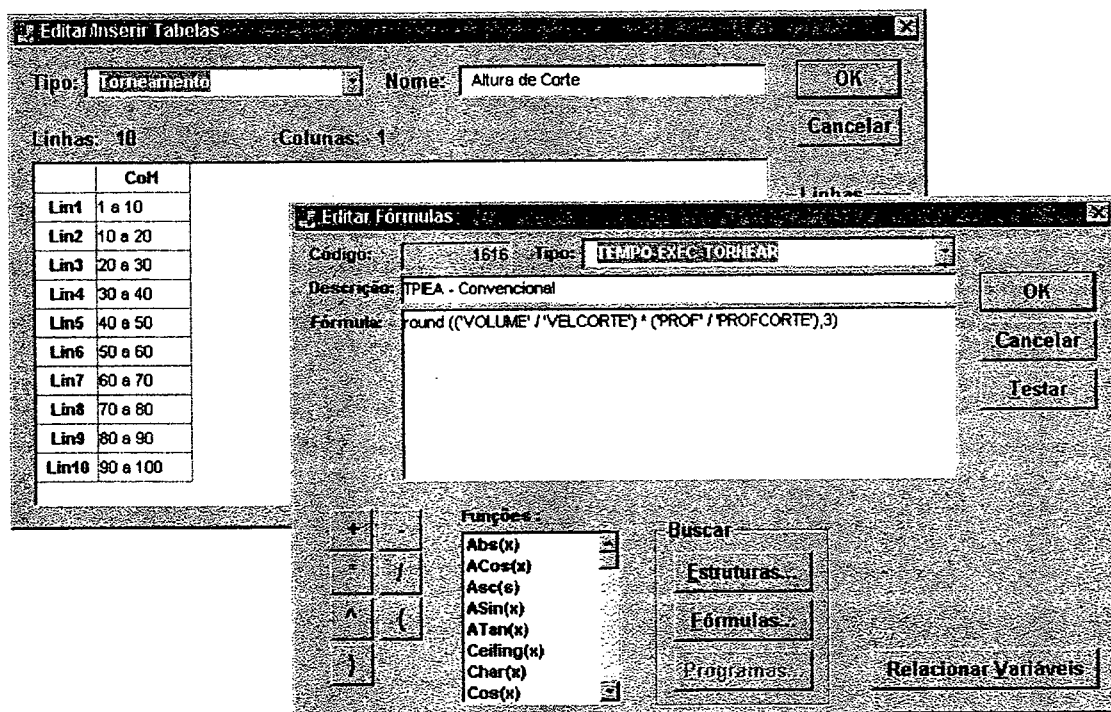 Editar/Inserir Tabelas
Tipo: Torneamento Nome: Altura de Corte
OK
Cancelar
Linhas: 10 Colunas: 1
Linhas
Col1
Lin1 1 a 10
Lin2 10 a 20
Lin3 20 a 30
Lin4 30 a 40
Lin5 40 a 50
Lin6 50 a 60
Lin7 60 a 70
Lin8 70 a 80
Lin9 80 a 90
Lin10 90 a 100
Editar Fórmulas
Código: 1616 Tipo: TEMPO-EXEC-TORNEAR
Descrição: TPIEA - Convencional
Fórmula: round (('VOLUME' / 'VELCORTE') * ('PROF' / 'PROFCORTE'),3)
OK
Cancelar
Testar
+ -
* /
^ (
)
Funções :
Abs(x)
ACos(x)
Asc(s)
ASin(x)
ATan(x)
Ceiling(x)
Char(x)
Cos(x)
Buscar
Estruturas...
Fórmulas...
Programas...
Relacionar Variáveis